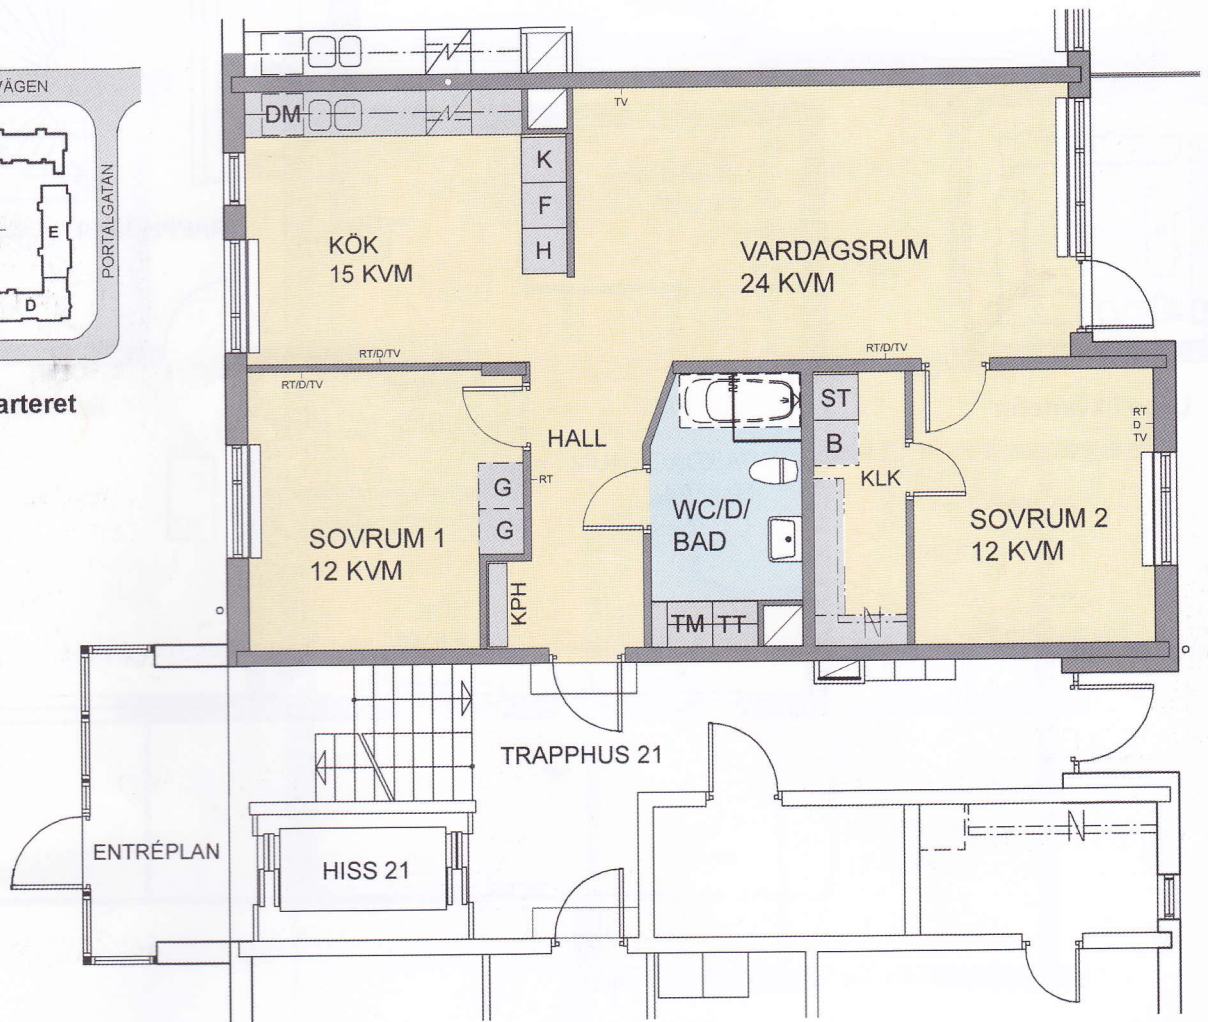 VÄGEN
PORTALGATAN
E
D
arteret
DM
TV
K
F
H
KÖK
15 KVM
VARDAGSRUM
24 KVM
RT/D/TV
RT/D/TV
RT/D/TV
HALL
RT
G
G
SOVRUM 1
12 KVM
KPH
WC/D/
BAD
TM TT
ST
B
KLK
RT
D
TV
SOVRUM 2
12 KVM
TRAPPHUS 21
ENTRÉPLAN
HISS 21